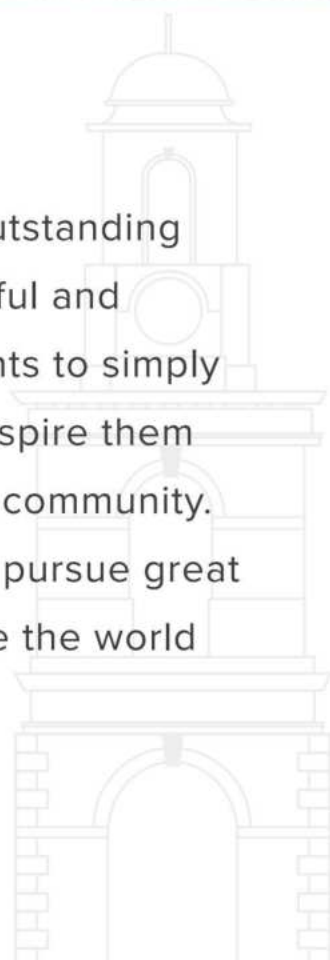 utstanding
ful and
nts to simply
spire them
community.
pursue great
e the world